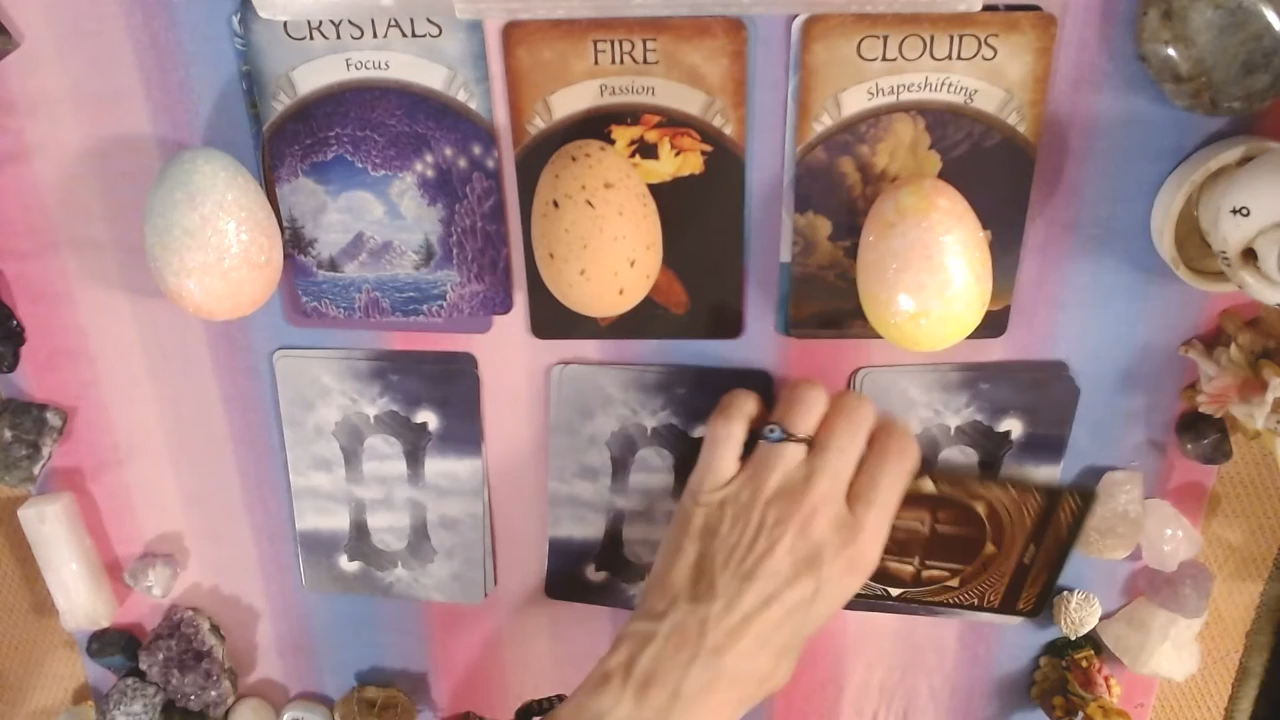 CRYSTALS
Focus
FIRE
Passion
CLOUDS
Shapeshifting